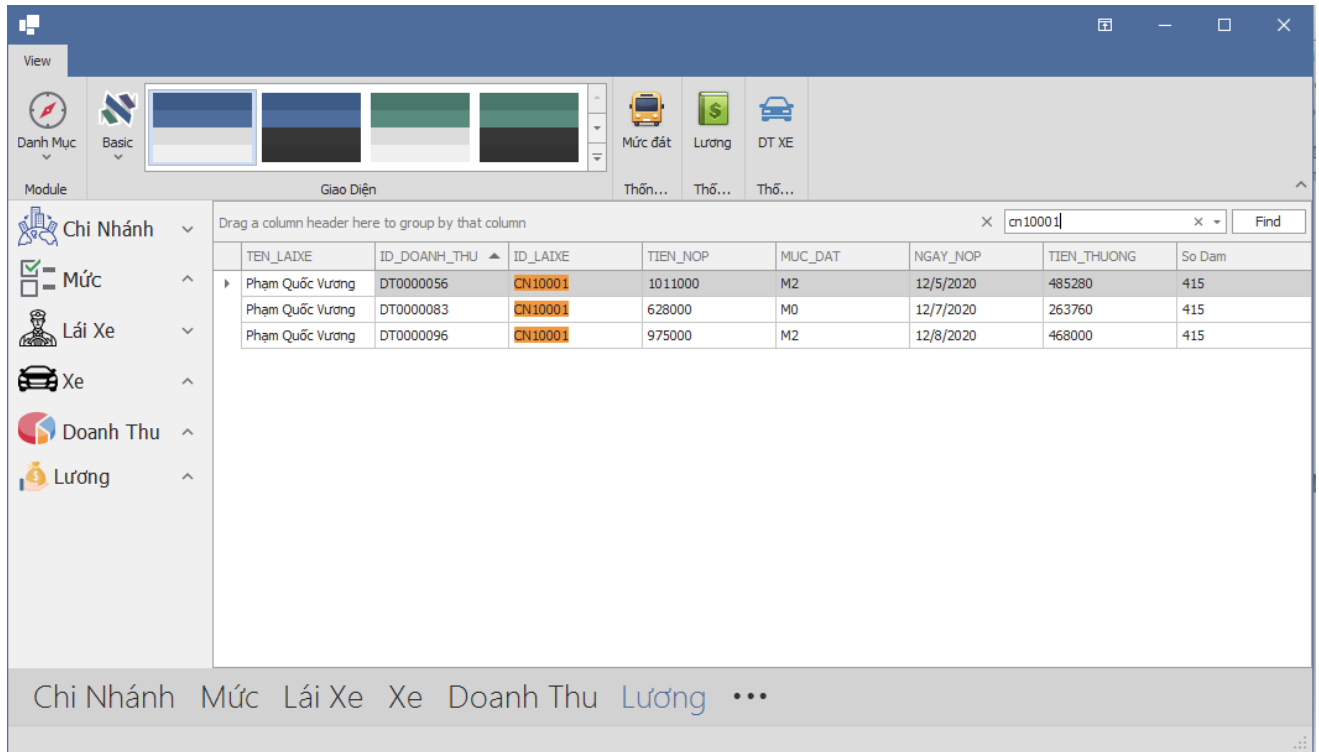 View
Danh Mục
Basic
Mức đát
Lương
DT XE
Module
Giao Diện
Thốn...
Thố...
Thố...
Chi Nhánh
Mức
Lái Xe
Xe
Doanh Thu
Lương
Drag a column header here to group by that column
cn10001
Find
TEN_LAIXE ID_DOANH_THU ID_LAIXE TIEN_NOP MUC_DAT NGAY_NOP TIEN_THUONG So Dam
Phạm Quốc Vương DT0000056 CN10001 1011000 M2 12/5/2020 485280 415
Phạm Quốc Vương DT0000083 CN10001 628000 M0 12/7/2020 263760 415
Phạm Quốc Vương DT0000096 CN10001 975000 M2 12/8/2020 468000 415
Chi Nhánh Mức Lái Xe Xe Doanh Thu Lương •••